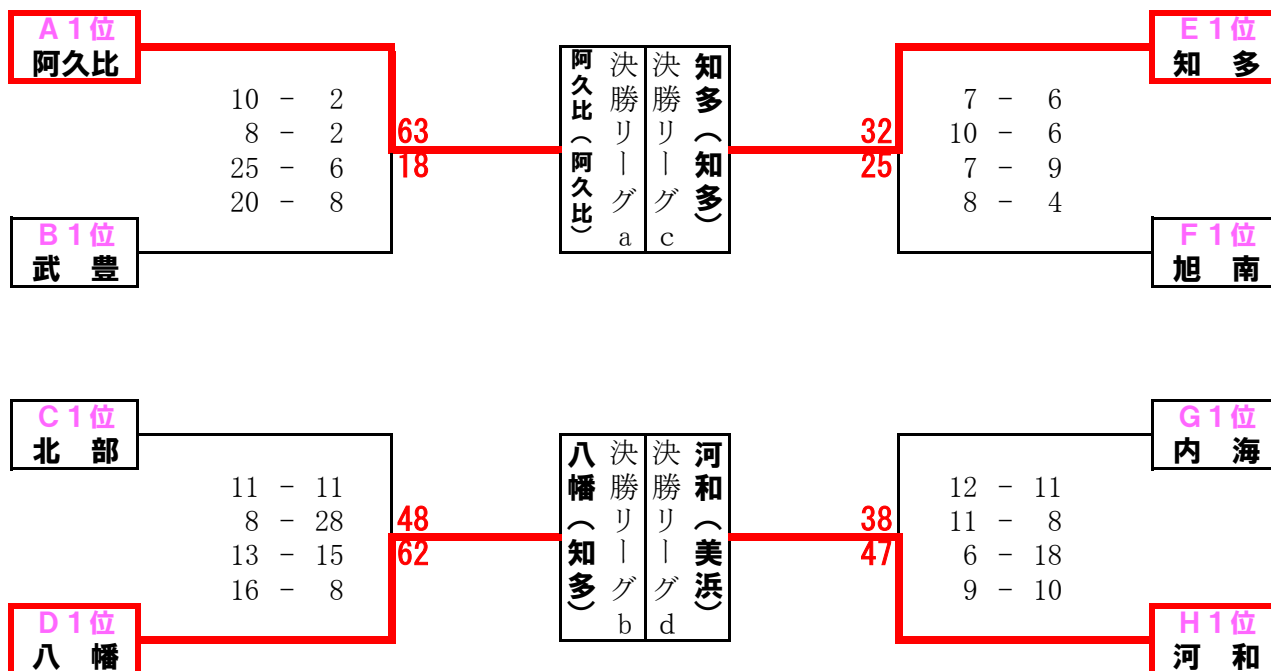 A1位
阿久比
10 - 2
8 - 2
25 - 6
20 - 8
63
18
B1位
武 豊
阿久比(阿久比)
決勝リーグa
決勝リーグc
知多(知多)
E1位
知 多
7 - 6
10 - 6
7 - 9
8 - 4
32
25
F1位
旭 南
C1位
北 部
11 - 11
8 - 28
13 - 15
16 - 8
48
62
D1位
八 幡
八幡(知多)
決勝リーグb
決勝リーグd
河和(美浜)
G1位
内 海
12 - 11
11 - 8
6 - 18
9 - 10
38
47
H1位
河 和